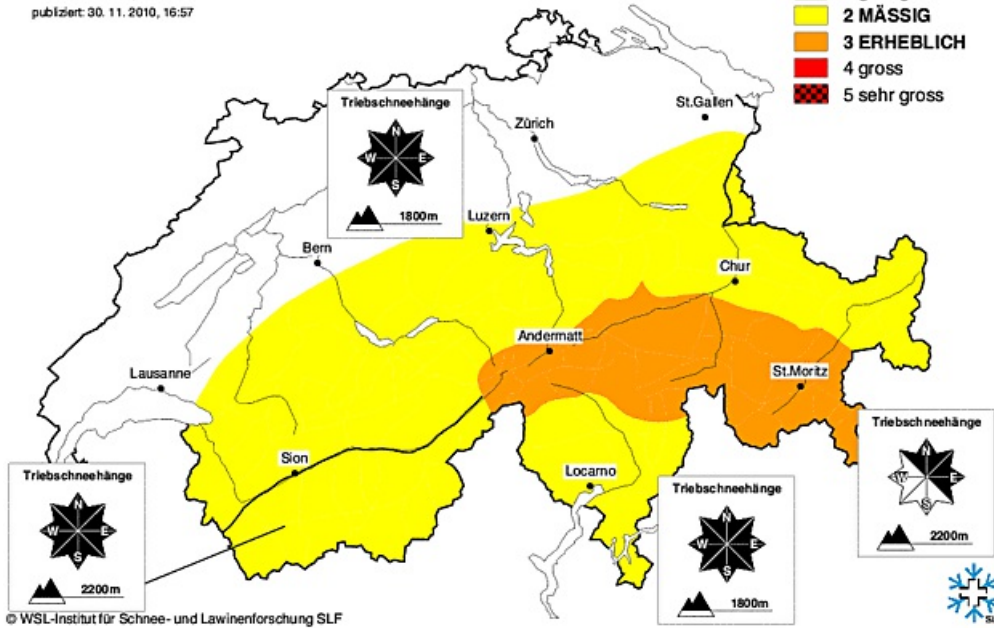 publiziert: 30. 11. 2010, 16:57
2 MÄSSIG
3 ERHEBLICH
4 gross
5 sehr gross
Triebschneehänge
N
W E
S
1800m
St.Gallen
Zürich
Luzern
Bern
Chur
Andermatt
St.Moritz
Lausanne
Sion
Locarno
Triebschneehänge
N
W E
S
2200m
Triebschneehänge
N
W E
S
1800m
Triebschneehänge
N
W E
S
2200m
© WSL-Institut für Schnee- und Lawinenforschung SLF